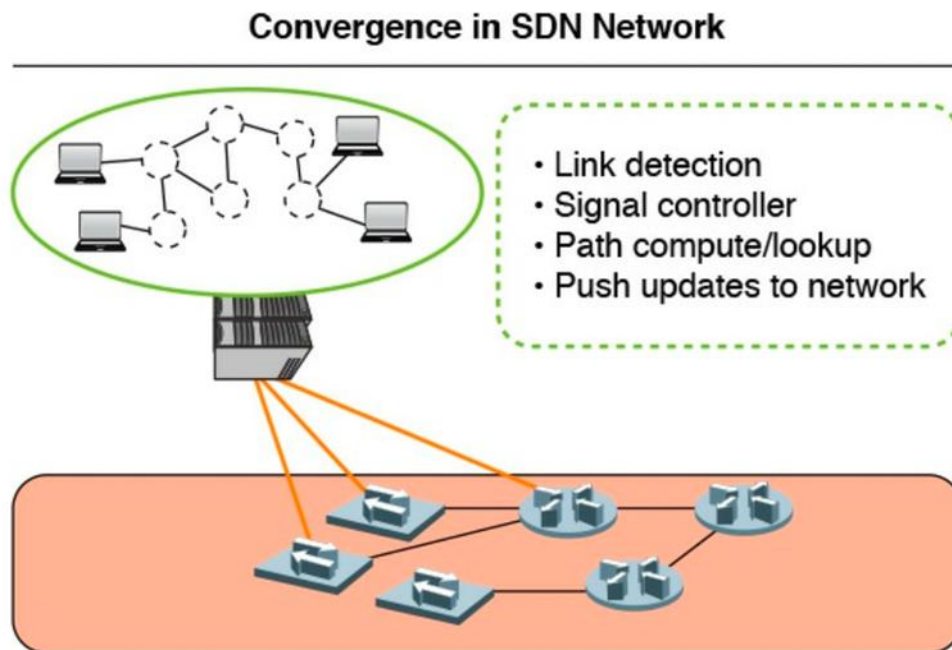 Convergence in SDN Network
• Link detection
• Signal controller
• Path compute/lookup
• Push updates to network